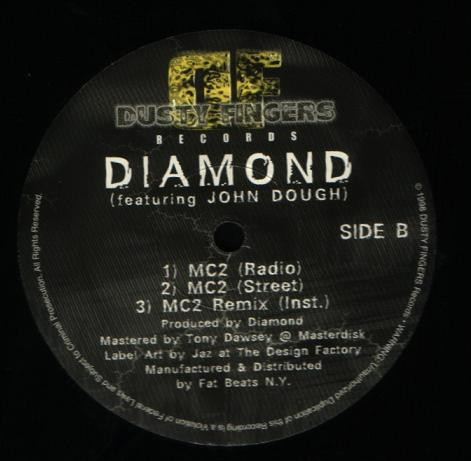 DF
DUSTY FINGERS
RECORDS
DIAMOND
(featuring JOHN DOUGH)
SIDE B
1) MC2 (Radio)
2) MC2 (Street)
3) MC2 Remix (Inst.)
Produced by Diamond
Mastered by Tony Dawsey @ Masterdisk
Label Art by Jaz at The Design Factory
Manufactured & Distributed
by Fat Beats N.Y.
© 1998 DUSTY FINGERS Records • WARNING: Unauthorized Duplication of this Recording is a Violation of Federal Laws and Subject to Criminal Prosecution. All Rights Reserved.